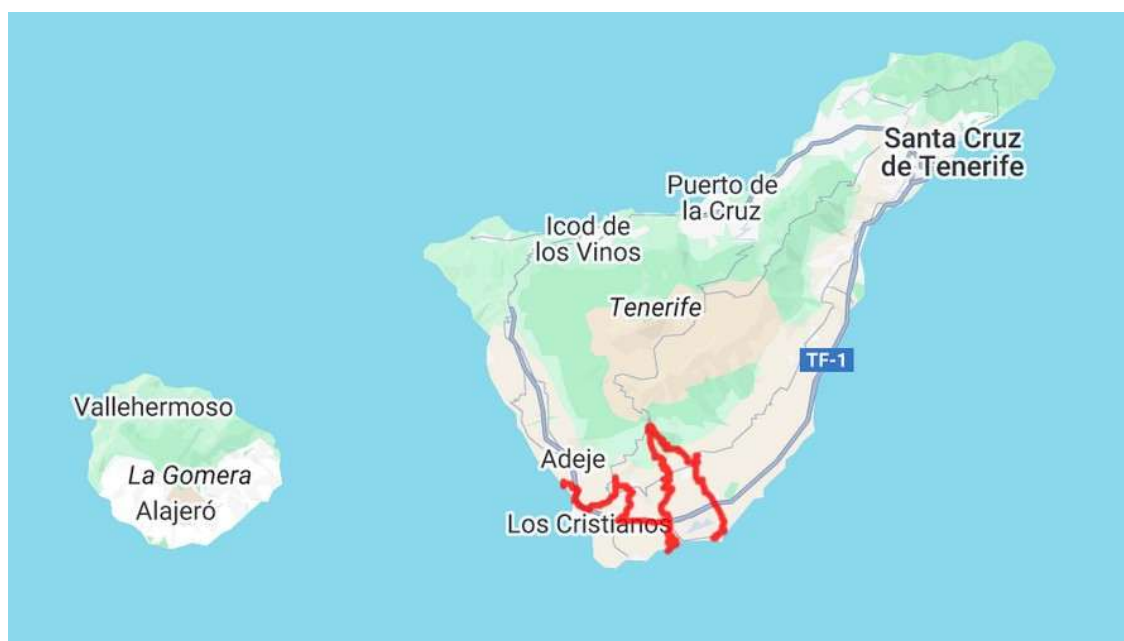 Santa Cruz
de Tenerife
Puerto de
la Cruz
Icod de
los Vinos
Tenerife
TF-1
Vallehermoso
La Gomera
Alajeró
Adeje
Los Cristianos